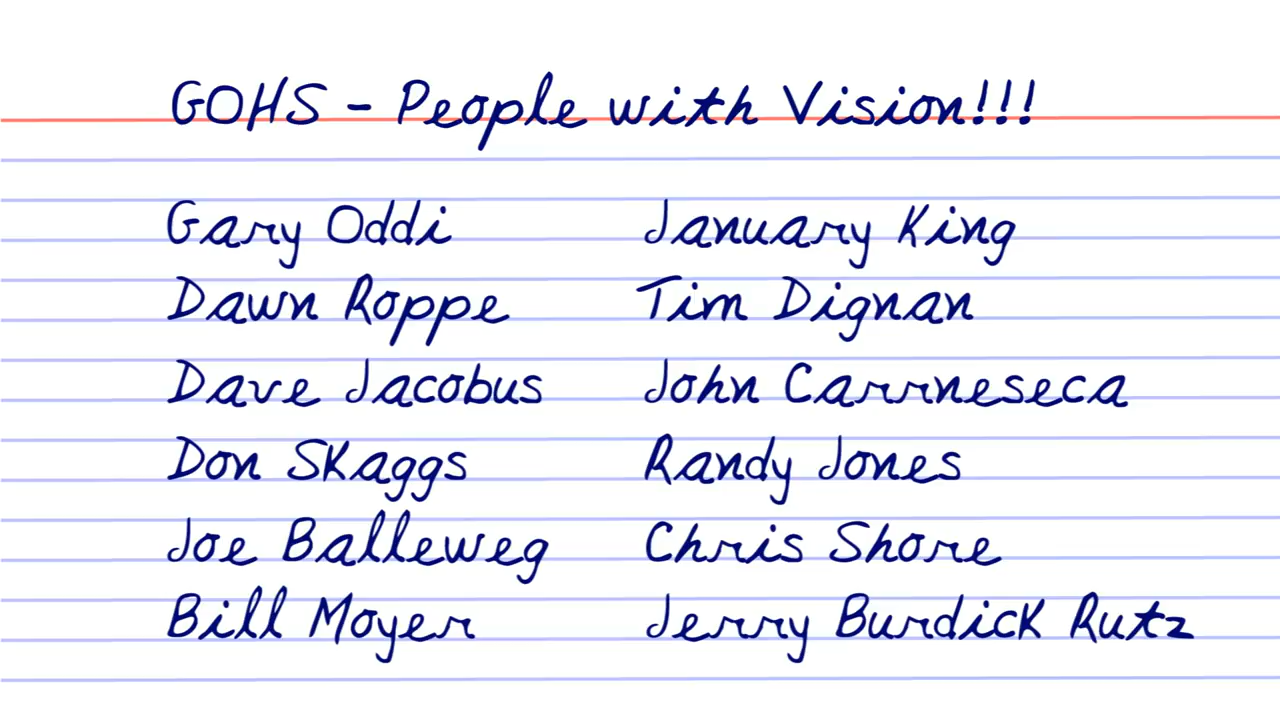 GOHS - People with Vision!!!
Gary Oddi
Dawn Roppe
Dave Jacobus
Don Skaggs
Joe Balleweg
Bill Moyer
January King
Tim Dignan
John Carrneseca
Randy Jones
Chris Shore
Jerry Burdick Rutz